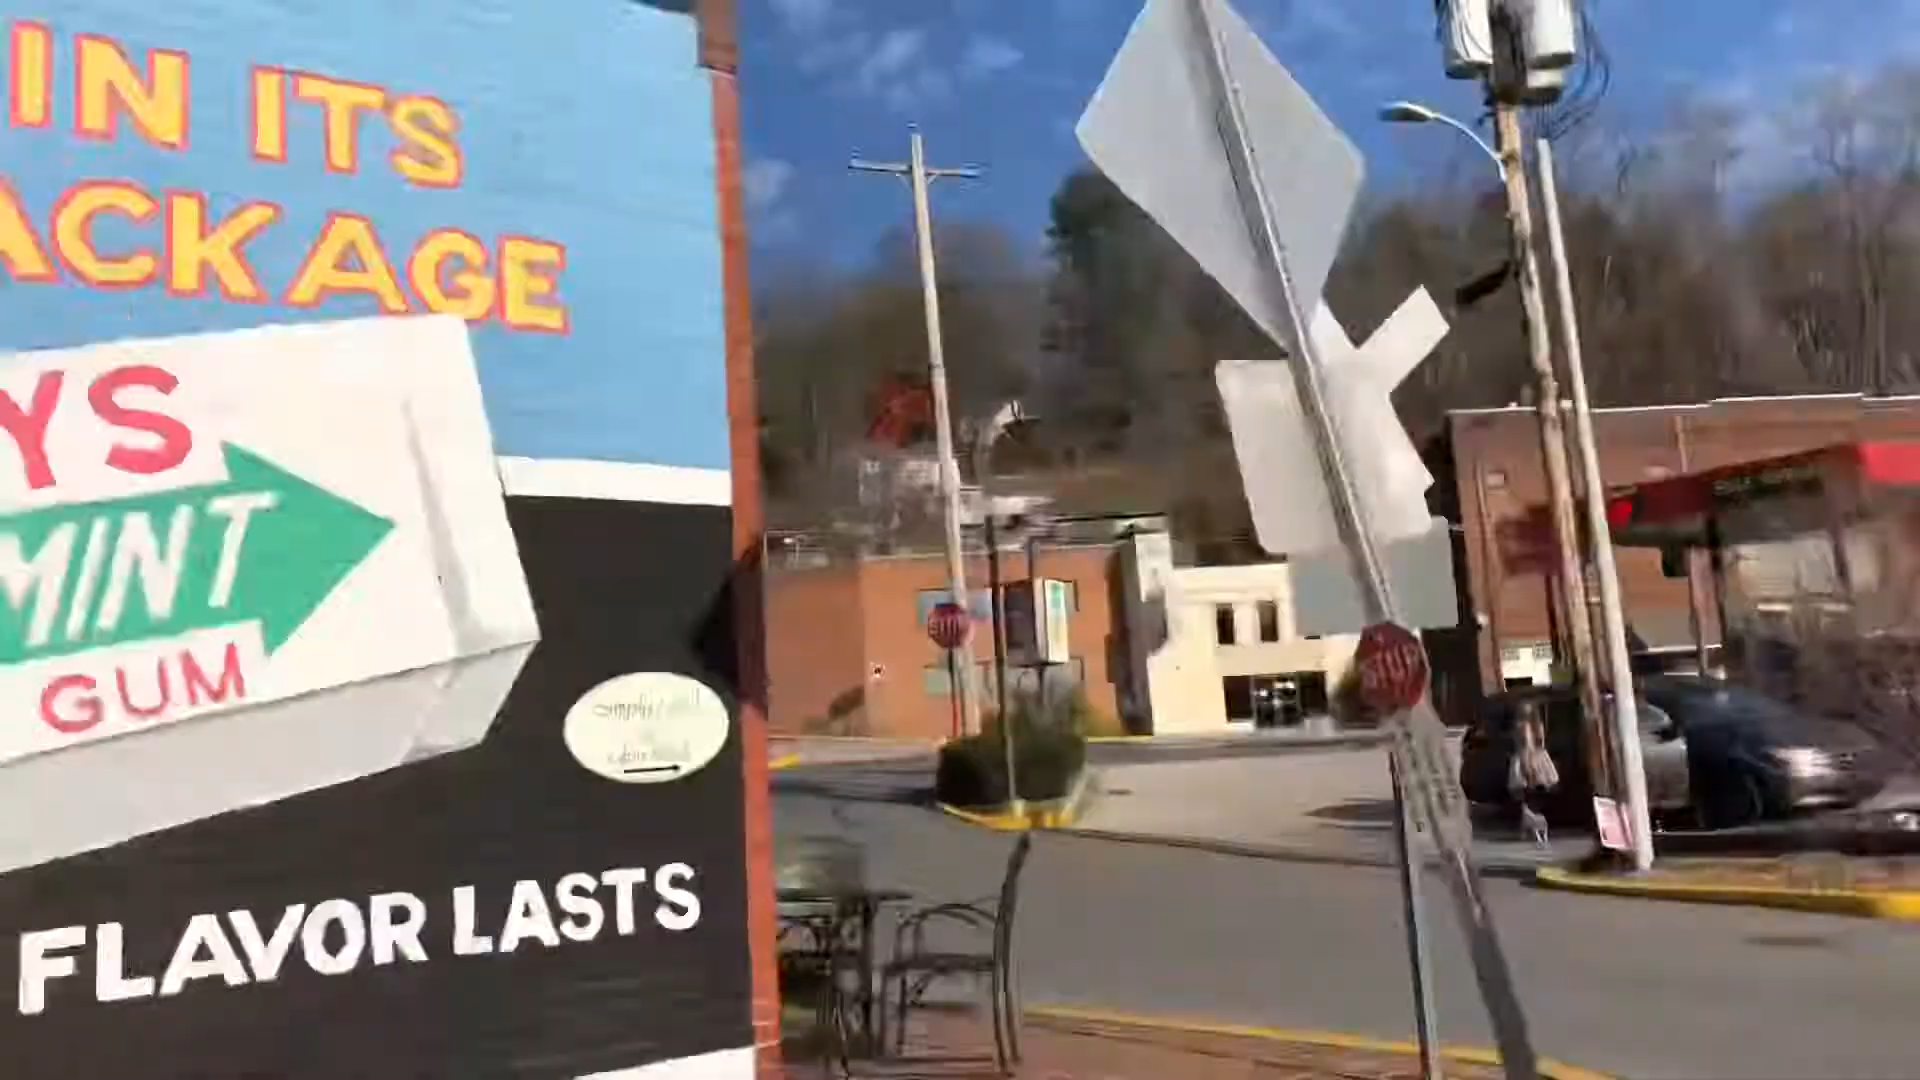 IN ITS
ACKAGE
YS
MINT
GUM
FLAVOR LASTS
STOP
STOP